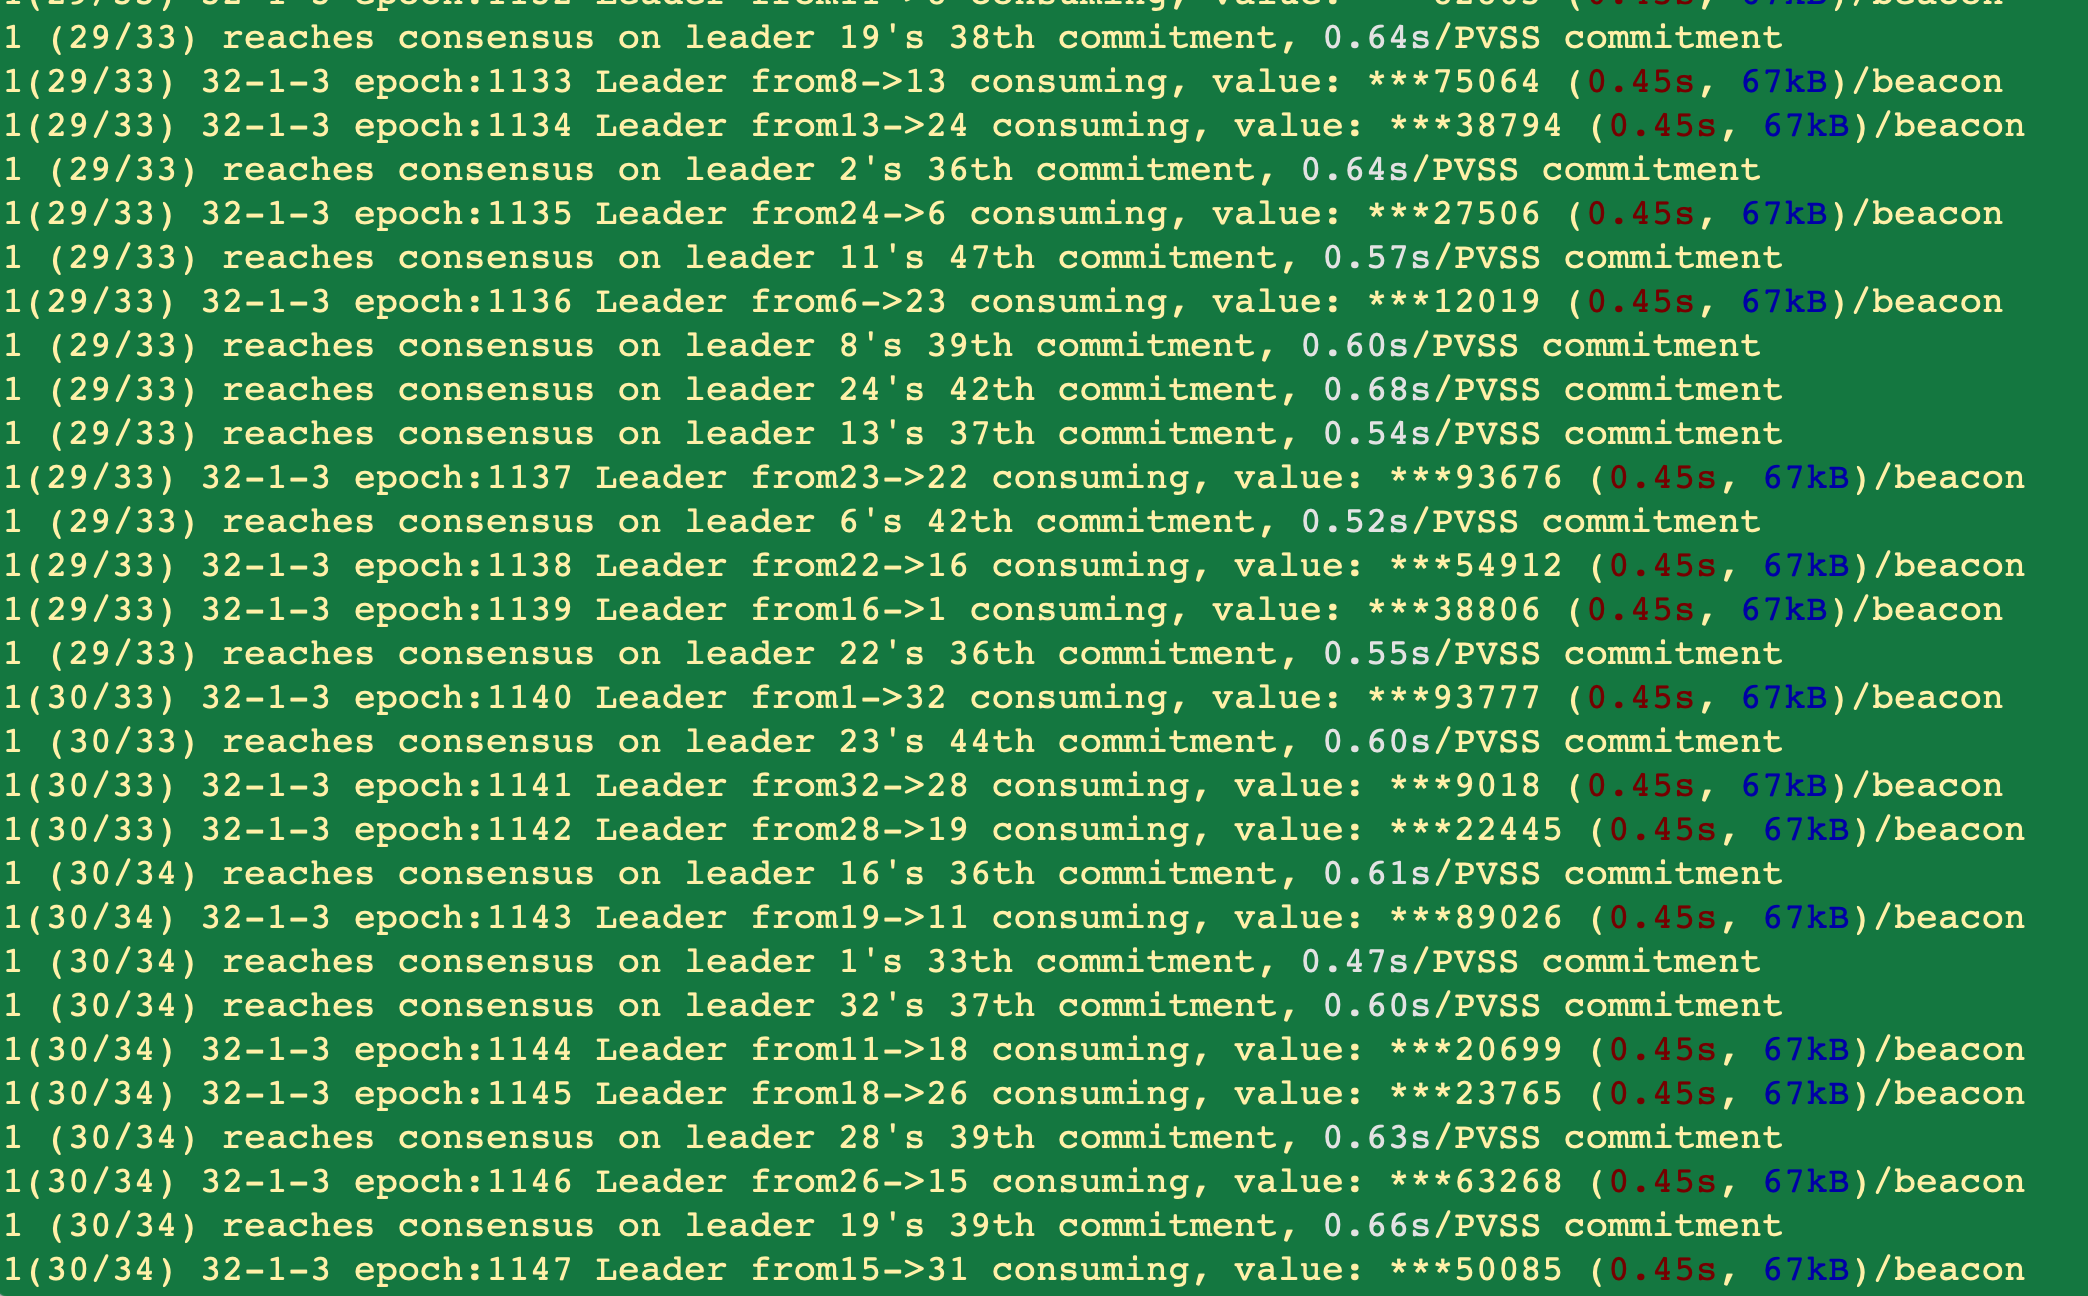 1(29/33) 32-1-3 epoch:1132 Leader consuming, value: (0.45s, 67kB)/beacon
1 (29/33) reaches consensus on leader 19's 38th commitment, 0.64s/PVSS commitment
1(29/33) 32-1-3 epoch:1133 Leader from8->13 consuming, value: ***75064 (0.45s, 67kB)/beacon
1(29/33) 32-1-3 epoch:1134 Leader from13->24 consuming, value: ***38794 (0.45s, 67kB)/beacon
1 (29/33) reaches consensus on leader 2's 36th commitment, 0.64s/PVSS commitment
1(29/33) 32-1-3 epoch:1135 Leader from24->6 consuming, value: ***27506 (0.45s, 67kB)/beacon
1 (29/33) reaches consensus on leader 11's 47th commitment, 0.57s/PVSS commitment
1(29/33) 32-1-3 epoch:1136 Leader from6->23 consuming, value: ***12019 (0.45s, 67kB)/beacon
1 (29/33) reaches consensus on leader 8's 39th commitment, 0.60s/PVSS commitment
1 (29/33) reaches consensus on leader 24's 42th commitment, 0.68s/PVSS commitment
1 (29/33) reaches consensus on leader 13's 37th commitment, 0.54s/PVSS commitment
1(29/33) 32-1-3 epoch:1137 Leader from23->22 consuming, value: ***93676 (0.45s, 67kB)/beacon
1 (29/33) reaches consensus on leader 6's 42th commitment, 0.52s/PVSS commitment
1(29/33) 32-1-3 epoch:1138 Leader from22->16 consuming, value: ***54912 (0.45s, 67kB)/beacon
1(29/33) 32-1-3 epoch:1139 Leader from16->1 consuming, value: ***38806 (0.45s, 67kB)/beacon
1 (29/33) reaches consensus on leader 22's 36th commitment, 0.55s/PVSS commitment
1(30/33) 32-1-3 epoch:1140 Leader from1->32 consuming, value: ***93777 (0.45s, 67kB)/beacon
1 (30/33) reaches consensus on leader 23's 44th commitment, 0.60s/PVSS commitment
1(30/33) 32-1-3 epoch:1141 Leader from32->28 consuming, value: ***9018 (0.45s, 67kB)/beacon
1(30/33) 32-1-3 epoch:1142 Leader from28->19 consuming, value: ***22445 (0.45s, 67kB)/beacon
1 (30/34) reaches consensus on leader 16's 36th commitment, 0.61s/PVSS commitment
1(30/34) 32-1-3 epoch:1143 Leader from19->11 consuming, value: ***89026 (0.45s, 67kB)/beacon
1 (30/34) reaches consensus on leader 1's 33th commitment, 0.47s/PVSS commitment
1 (30/34) reaches consensus on leader 32's 37th commitment, 0.60s/PVSS commitment
1(30/34) 32-1-3 epoch:1144 Leader from11->18 consuming, value: ***20699 (0.45s, 67kB)/beacon
1(30/34) 32-1-3 epoch:1145 Leader from18->26 consuming, value: ***23765 (0.45s, 67kB)/beacon
1 (30/34) reaches consensus on leader 28's 39th commitment, 0.63s/PVSS commitment
1(30/34) 32-1-3 epoch:1146 Leader from26->15 consuming, value: ***63268 (0.45s, 67kB)/beacon
1 (30/34) reaches consensus on leader 19's 39th commitment, 0.66s/PVSS commitment
1(30/34) 32-1-3 epoch:1147 Leader from15->31 consuming, value: ***50085 (0.45s, 67kB)/beacon